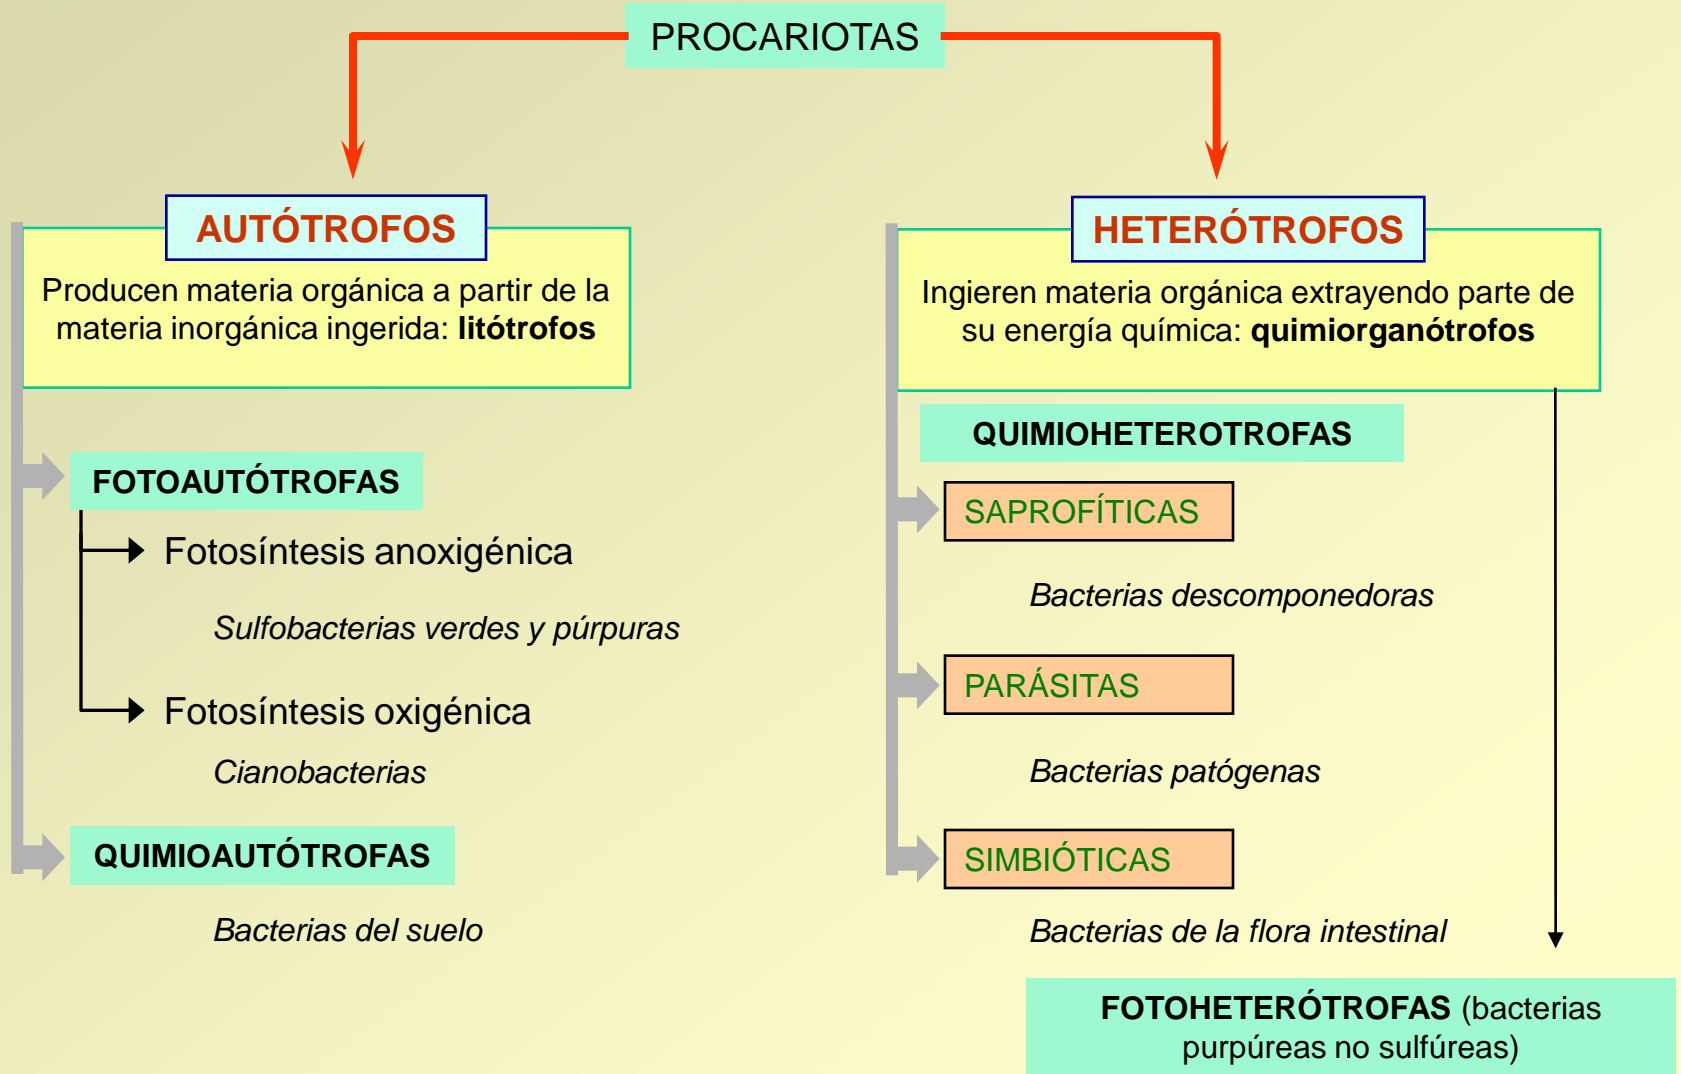 PROCARIOTAS
AUTÓTROFOS
Producen materia orgánica a partir de la
materia inorgánica ingerida: litótrofos
FOTOAUTÓTROFAS
Fotosíntesis anoxigénica
Sulfobacterias verdes y púrpuras
Fotosíntesis oxigénica
Cianobacterias
QUIMIOAUTÓTROFAS
Bacterias del suelo
HETERÓTROFOS
Ingieren materia orgánica extrayendo parte de
su energía química: quimiorganótrofos
QUIMIOHETEROTROFAS
SAPROFÍTICAS
Bacterias descomponedoras
PARÁSITAS
Bacterias patógenas
SIMBIÓTICAS
Bacterias de la flora intestinal
FOTOHETERÓTROFAS (bacterias
purpúreas no sulfúreas)